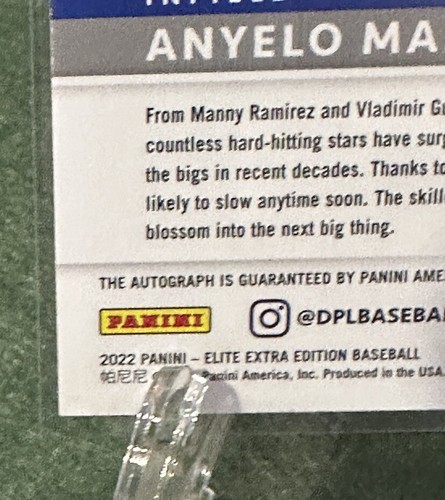 ANYELO MA
From Manny Ramirez and Vladimir Gu
countless hard-hitting stars have surg
the bigs in recent decades. Thanks to
likely to slow anytime soon. The skill
blossom into the next big thing.
THE AUTOGRAPH IS GUARANTEED BY PANINI AME
PANINI
@DPLBASEBA
2022 PANINI – ELITE EXTRA EDITION BASEBALL
帕尼尼 Panini America, Inc. Produced in the USA.